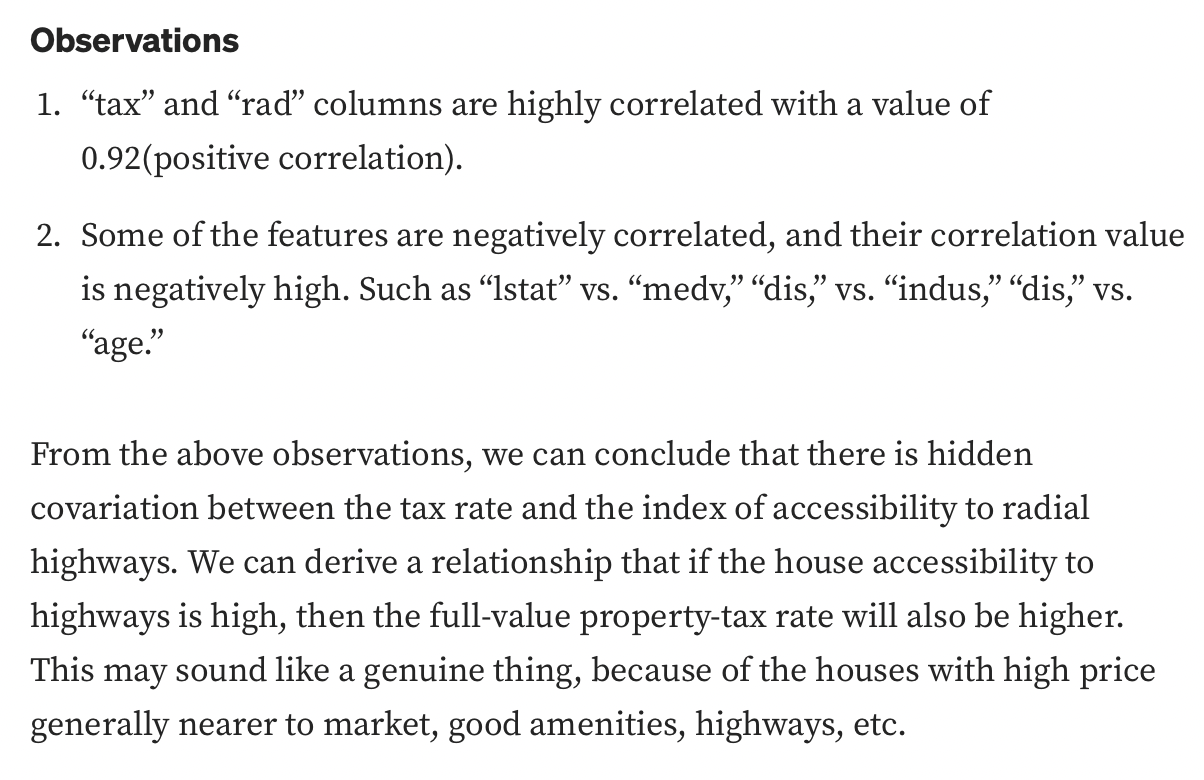 Observations
1. “tax” and “rad” columns are highly correlated with a value of
0.92(positive correlation).
2. Some of the features are negatively correlated, and their correlation value
is negatively high. Such as “lstat” vs. “medv,” “dis,” vs. “indus,” “dis,” vs.
“age.”
From the above observations, we can conclude that there is hidden
covariation between the tax rate and the index of accessibility to radial
highways. We can derive a relationship that if the house accessibility to
highways is high, then the full-value property-tax rate will also be higher.
This may sound like a genuine thing, because of the houses with high price
generally nearer to market, good amenities, highways, etc.